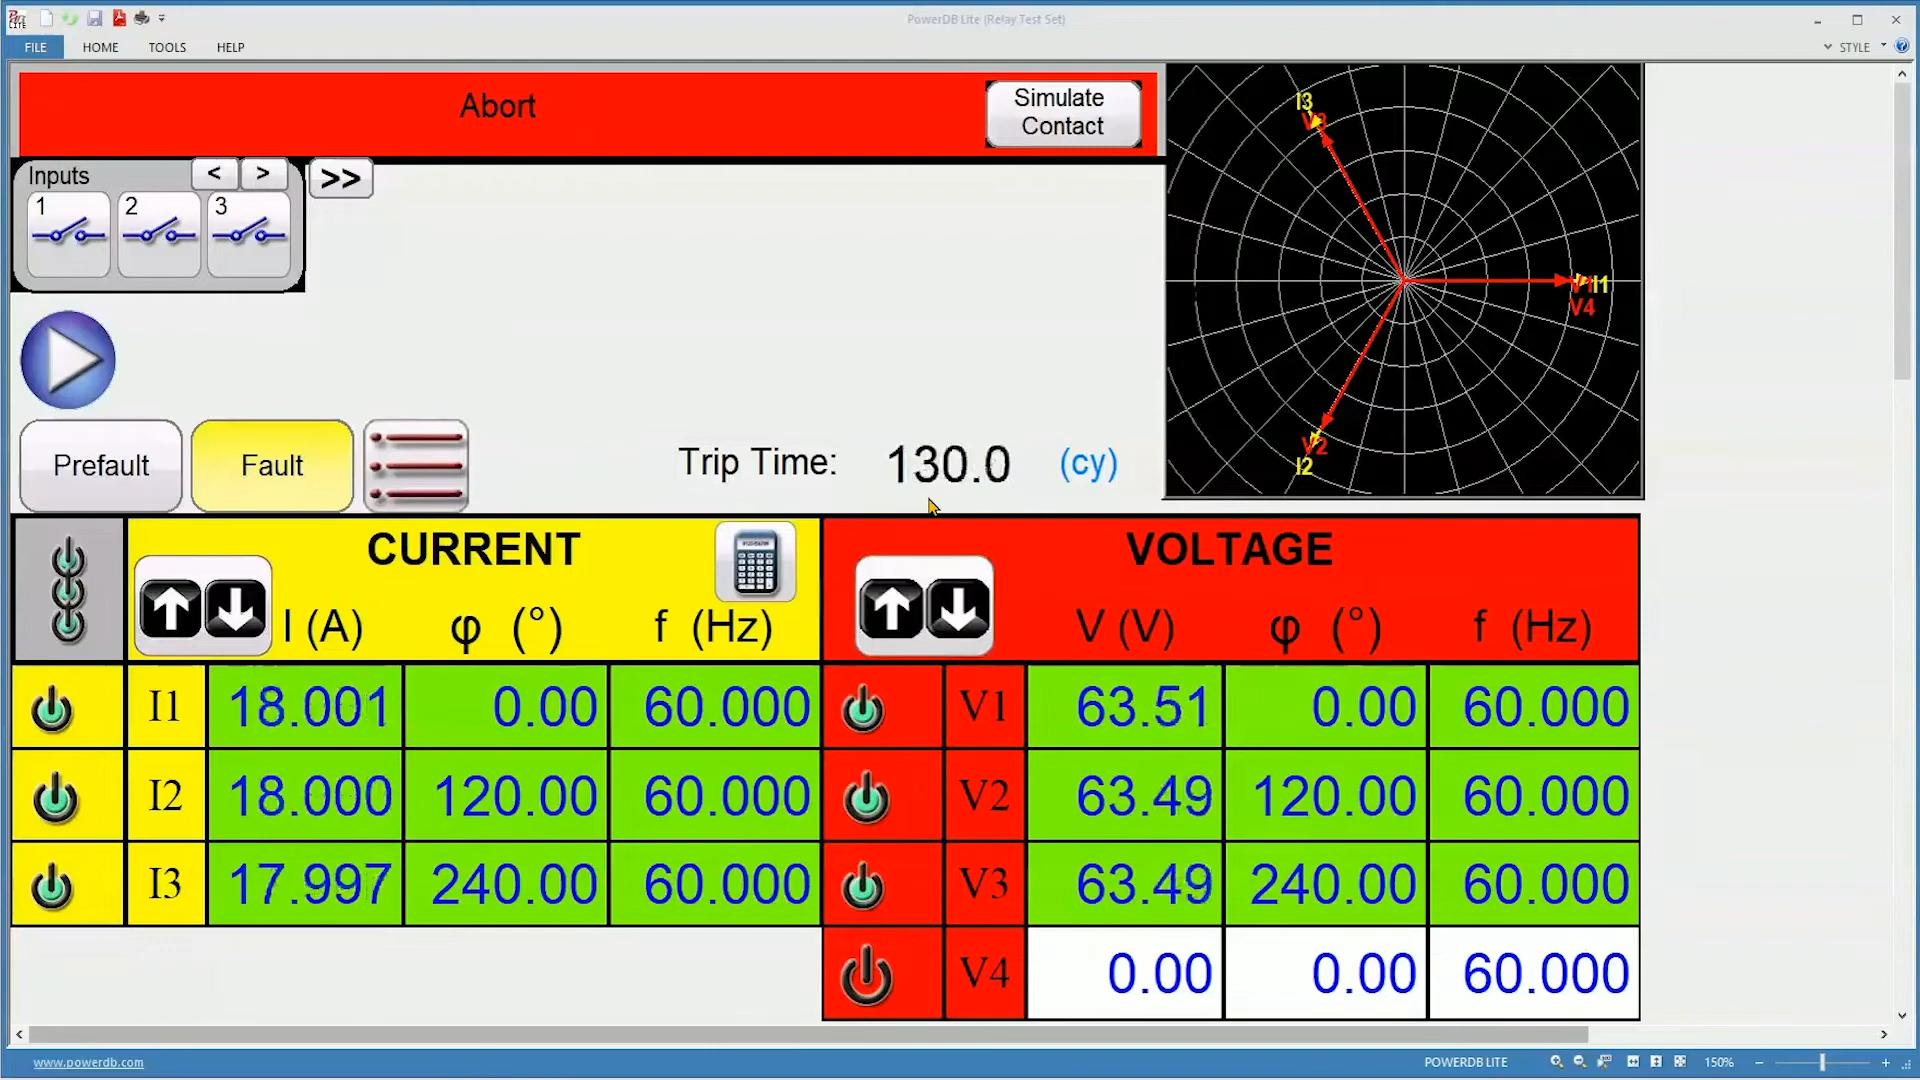 PowerDB Lite (Relay Test Set)
FILE HOME TOOLS HELP STYLE
Abort
Simulate
Contact
Inputs < > >>
1 2 3
Prefault Fault Trip Time: 130.0 (cy)
I3
V3
I1
V4
V2
I2
CURRENT VOLTAGE
I (A) φ (°) f (Hz) V (V) φ (°) f (Hz)
I1 18.001 0.00 60.000 V1 63.51 0.00 60.000
I2 18.000 120.00 60.000 V2 63.49 120.00 60.000
I3 17.997 240.00 60.000 V3 63.49 240.00 60.000
V4 0.00 0.00 60.000
www.powerdb.com POWERDB LITE 150%